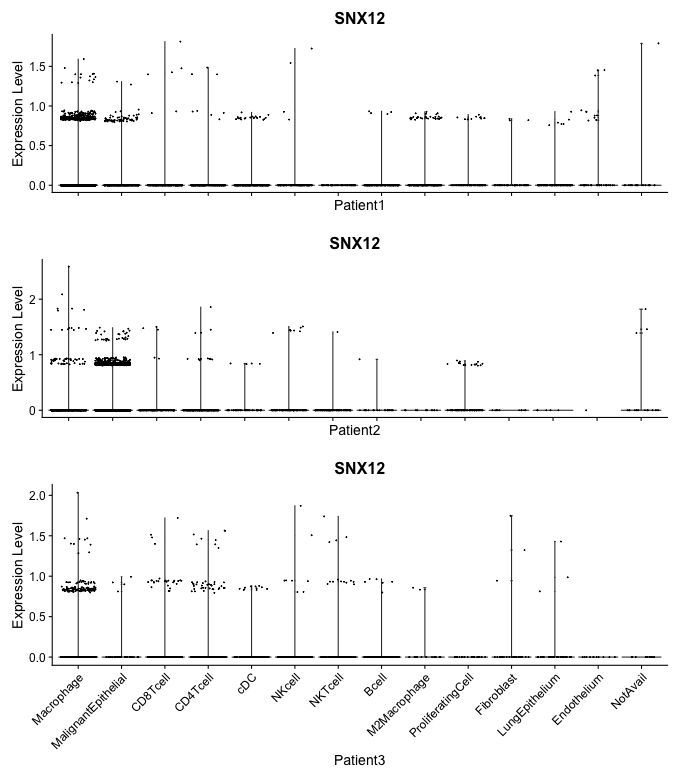 SNX12
Expression Level
1.5
1.0
0.5
0.0
Patient1
SNX12
Expression Level
2
1
0
Patient2
SNX12
Expression Level
2.0
1.5
1.0
0.5
0.0
Macrophage
MalignantEpithelial
CD8Tcell
CD4Tcell
cDC
NKcell
NKTcell
Bcell
M2Macrophage
ProliferatingCell
Fibroblast
LungEpithelium
Endothelium
NotAvail
Patient3